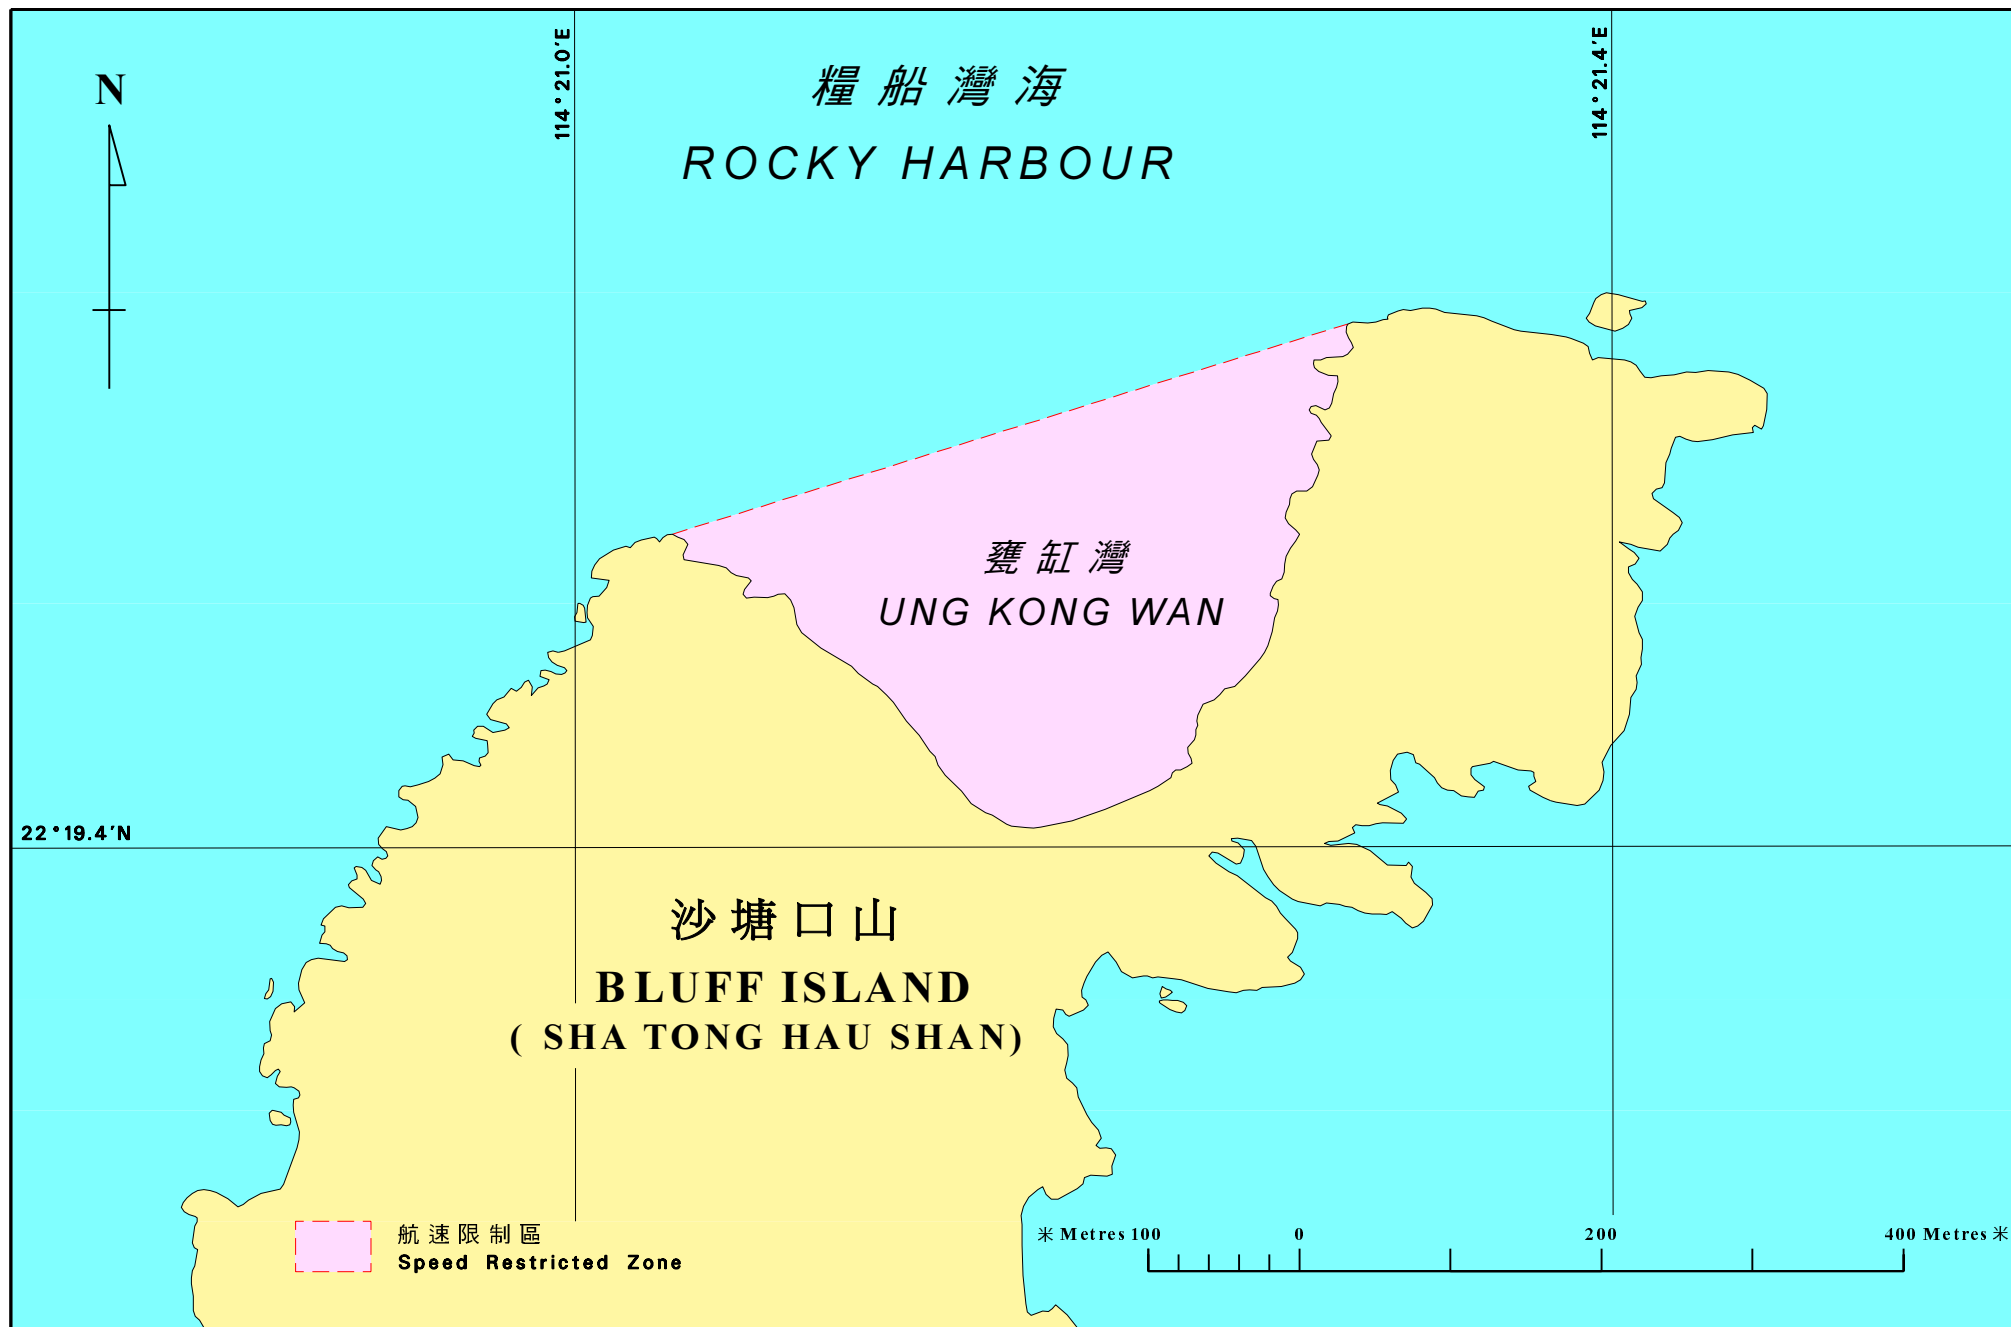 114°21.0'E
114°21.4'E
N
糧船灣海
ROCKY HARBOUR
甕缸灣
UNG KONG WAN
22°19.4'N
沙塘口山
BLUFF ISLAND
( SHA TONG HAU SHAN)
航速限制區
Speed Restricted Zone
米 Metres 100 0 200 400 Metres 米